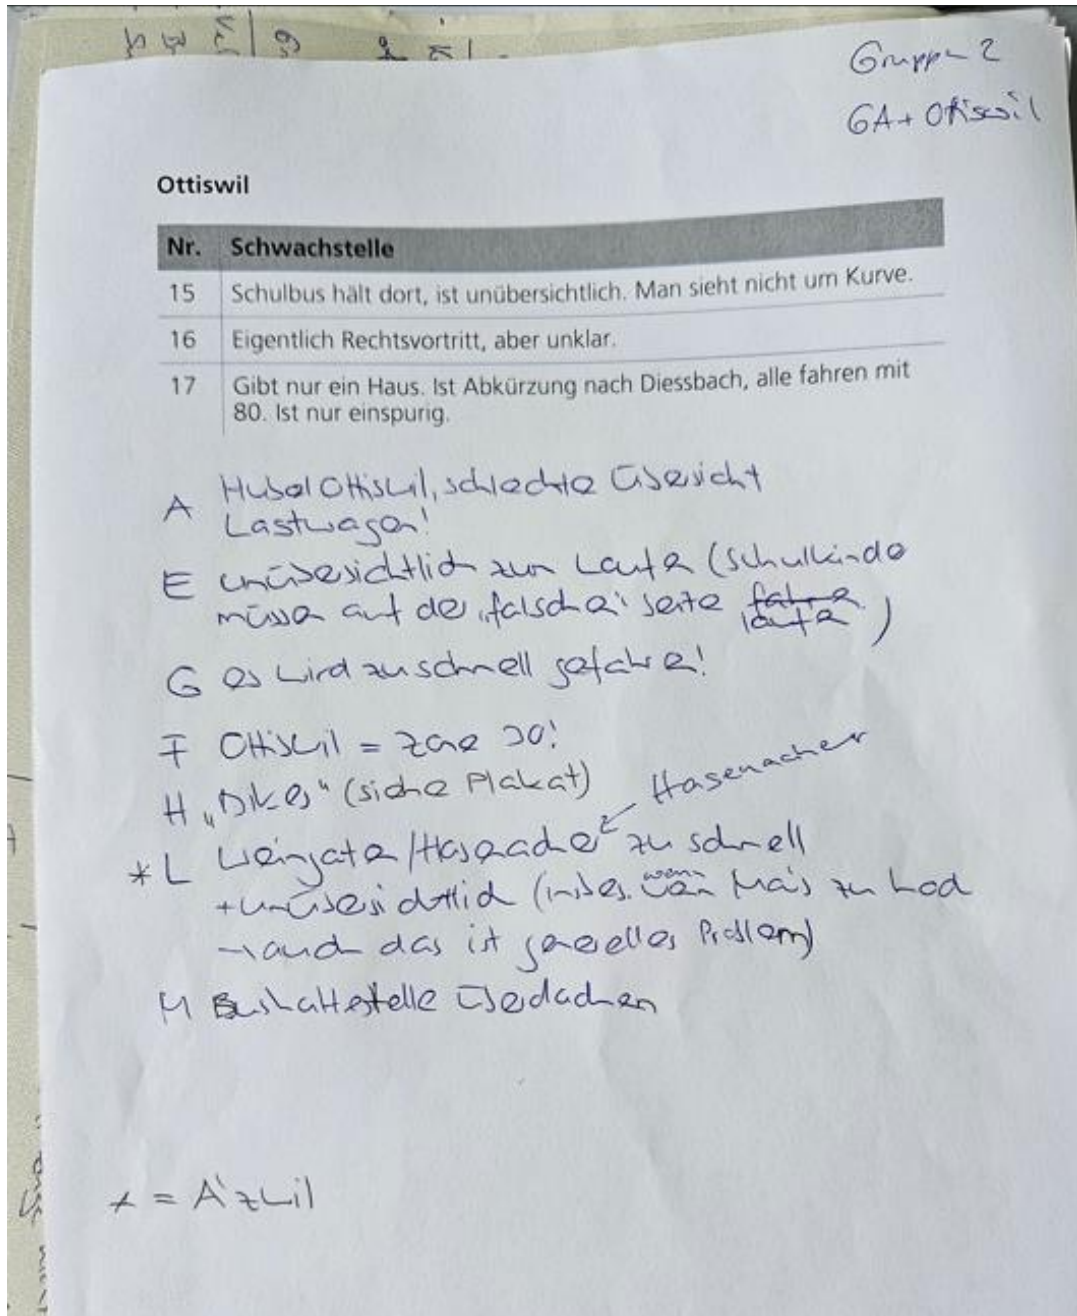 Gruppe 2
GA + Ottiswil
Ottiswil
Nr. Schwachstelle
15 Schulbus hält dort, ist unübersichtlich. Man sieht nicht um Kurve.
16 Eigentlich Rechtsvortritt, aber unklar.
17 Gibt nur ein Haus. Ist Abkürzung nach Diessbach, alle fahren mit
80. Ist nur einspurig.
A Hubel Ottiswil, schlechte Übersicht
Lastwagen!
E unübersichtlich zum Laufen (Schulkinder
müssen auf der „falschen" Seite fahren
laufen)
G es wird zu schnell gefahren!
F Ottiswil = Zone 30!
H (siehe Plakat)
Hasenacher
*L Weingarten/Hasenacher zu schnell
+ unübersichtlich (insbes. wenn wenn Mais zu hoch
→ auch das ist generelles Problem)
M Bushaltestelle überdachen
* = A'zwil